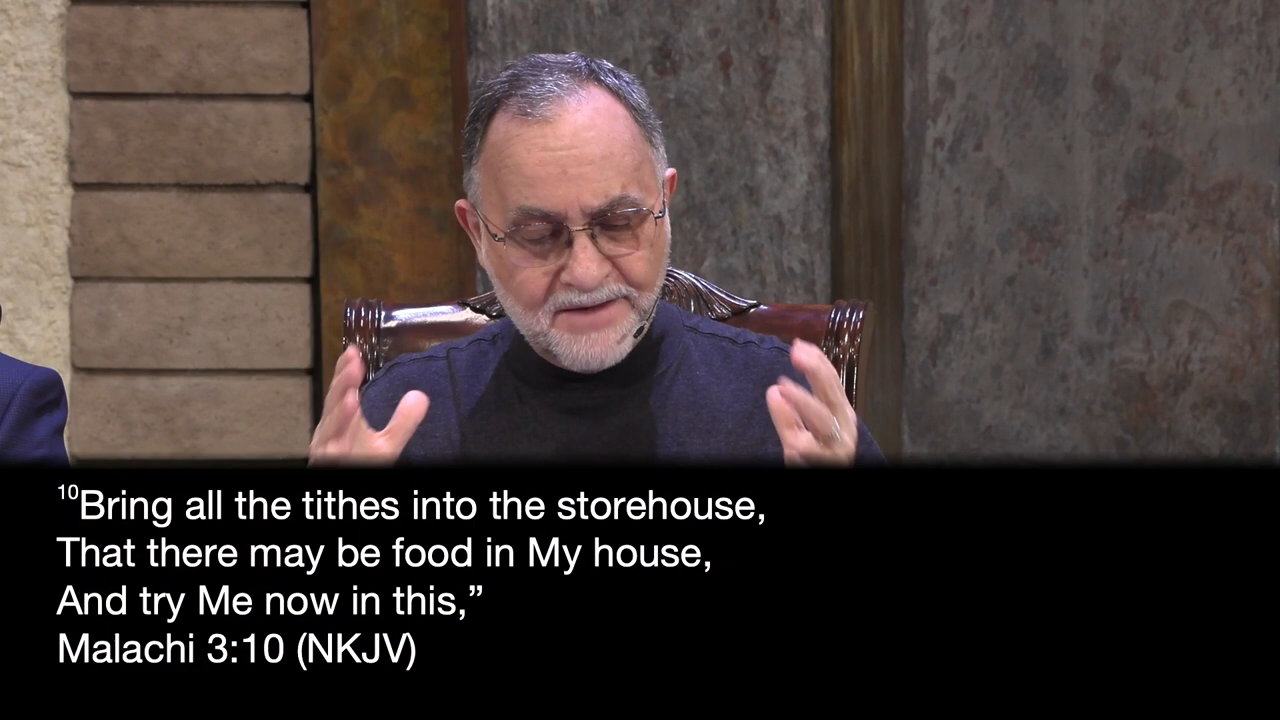 ¹⁰Bring all the tithes into the storehouse,
That there may be food in My house,
And try Me now in this,”
Malachi 3:10 (NKJV)